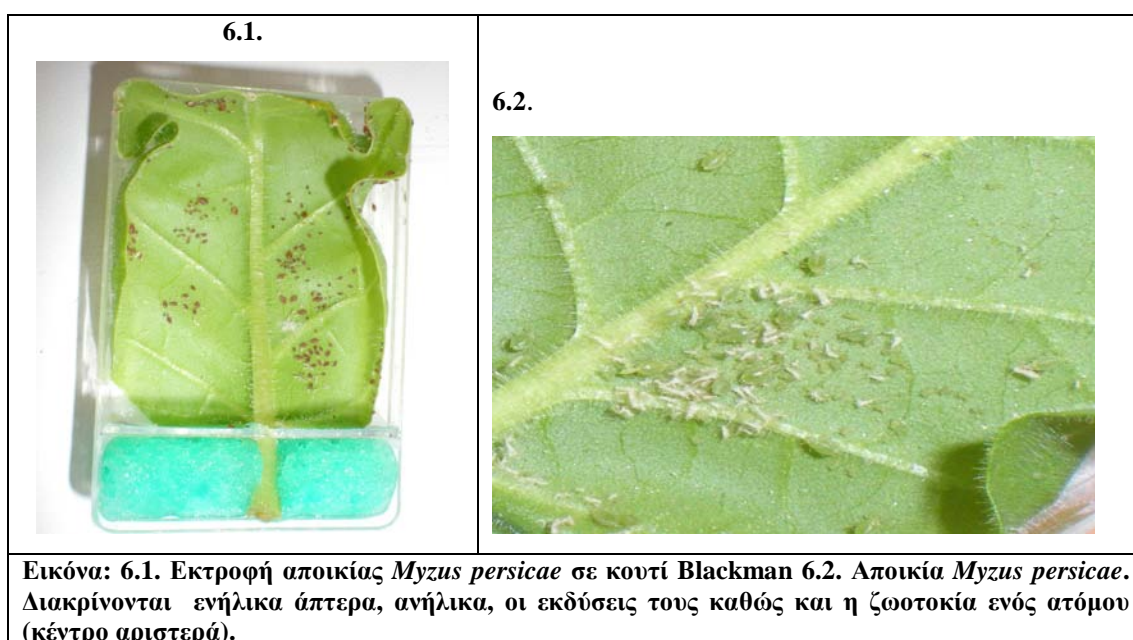 6.1.
6.2.
Εικόνα: 6.1. Εκτροφή αποικίας Myzus persicae σε κουτί Blackman 6.2. Αποικία Myzus persicae.
Διακρίνονται ενήλικα άπτερα, ανήλικα, οι εκδύσεις τους καθώς και η ζωοτοκία ενός ατόμου
(κέντρο αριστερά).